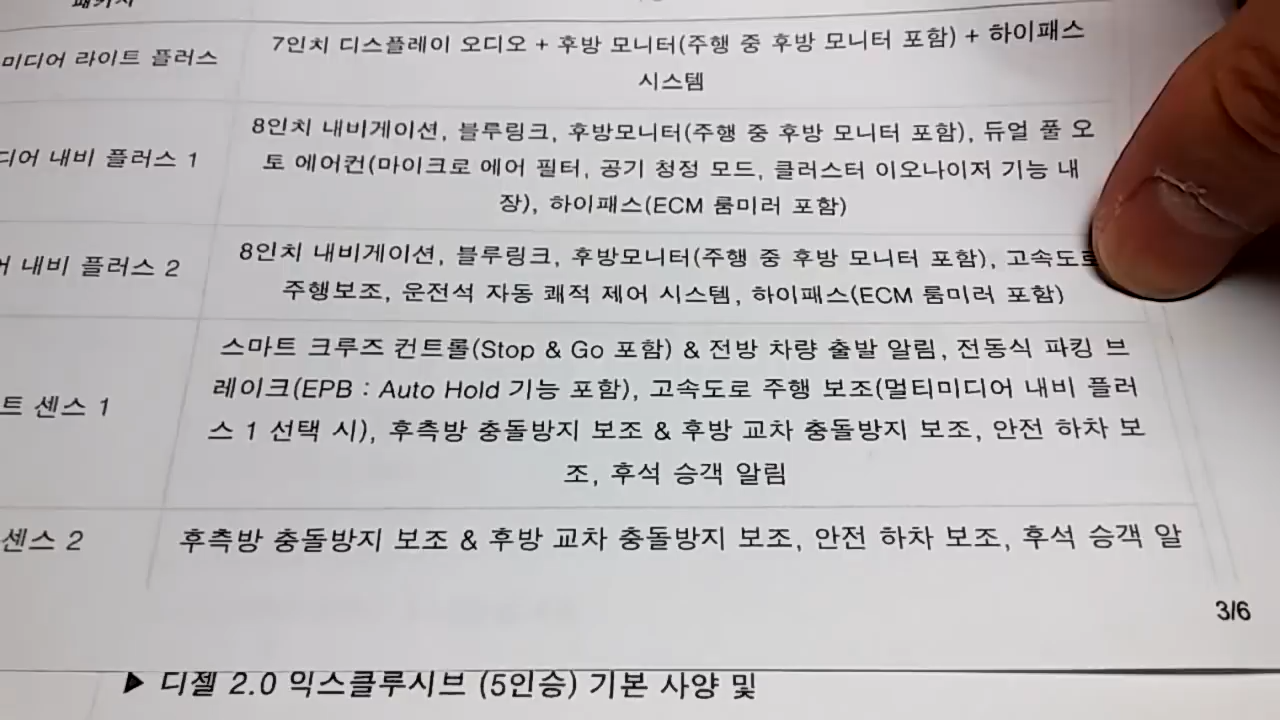 패키지
미디어 라이트 플러스
7인치 디스플레이 오디오 + 후방 모니터(주행 중 후방 모니터 포함) + 하이패스
시스템
디어 내비 플러스 1
8인치 내비게이션, 블루링크, 후방모니터(주행 중 후방 모니터 포함), 듀얼 풀 오
토 에어컨(마이크로 에어 필터, 공기 청정 모드, 클러스터 이오나이저 기능 내
장), 하이패스(ECM 룸미러 포함)
어 내비 플러스 2
8인치 내비게이션, 블루링크, 후방모니터(주행 중 후방 모니터 포함), 고속도로
주행보조, 운전석 자동 쾌적 제어 시스템, 하이패스(ECM 룸미러 포함)
트 센스 1
스마트 크루즈 컨트롤(Stop & Go 포함) & 전방 차량 출발 알림, 전동식 파킹 브
레이크(EPB : Auto Hold 기능 포함), 고속도로 주행 보조(멀티미디어 내비 플러
스 1 선택 시), 후측방 충돌방지 보조 & 후방 교차 충돌방지 보조, 안전 하차 보
조, 후석 승객 알림
센스 2
후측방 충돌방지 보조 & 후방 교차 충돌방지 보조, 안전 하차 보조, 후석 승객 알
3/6
▶ 디젤 2.0 익스클루시브 (5인승) 기본 사양 및